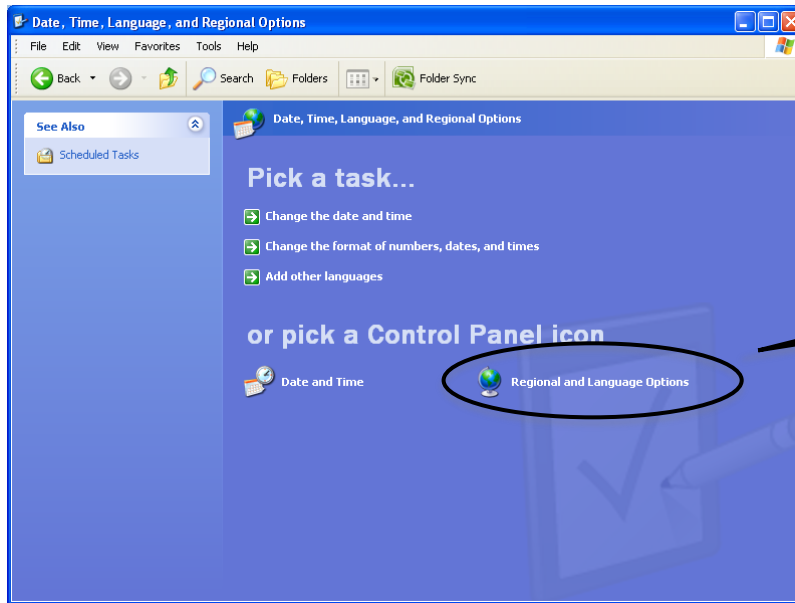 Date, Time, Language, and Regional Options
File Edit View Favorites Tools Help
Back Search Folders Folder Sync
See Also
Scheduled Tasks
Date, Time, Language, and Regional Options
Pick a task...
Change the date and time
Change the format of numbers, dates, and times
Add other languages
or pick a Control Panel icon
Date and Time Regional and Language Options